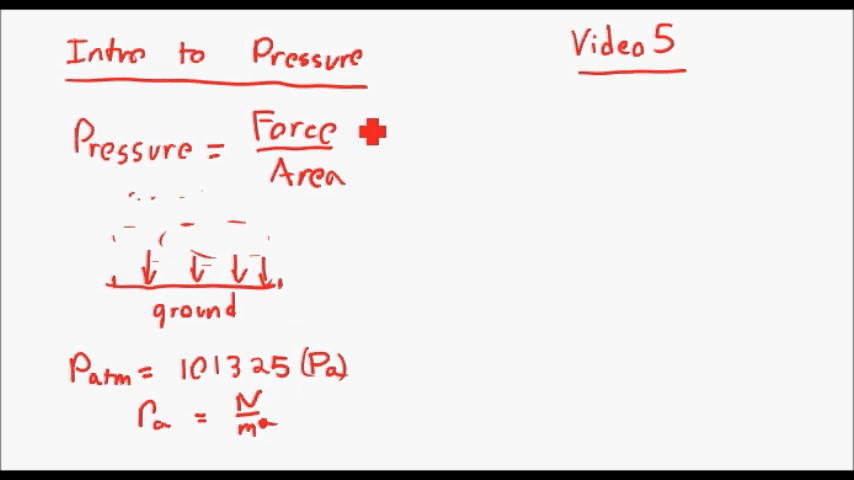 Intro to Pressure
Video 5
Pressure = Force / Area
ground
Patm = 101325 (Pa)
Pa = N / m²